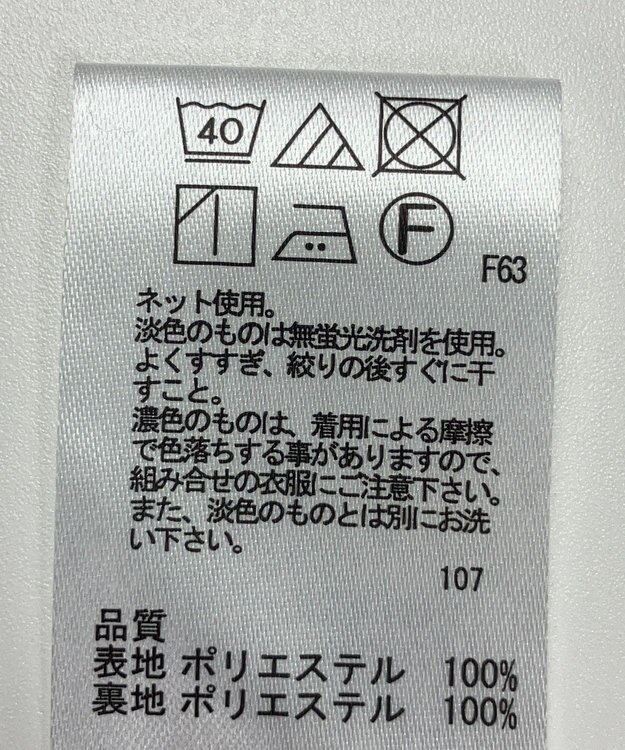 40
F
F63
ネット使用。
淡色のものは無蛍光洗剤を使用。
よくすすぎ、絞りの後すぐに干
すこと。
濃色のものは、着用による摩擦
で色落ちする事がありますので、
組み合せの衣服にご注意下さい。
また、淡色のものとは別にお洗
い下さい。
107
品質
表地 ポリエステル 100%
裏地 ポリエステル 100%